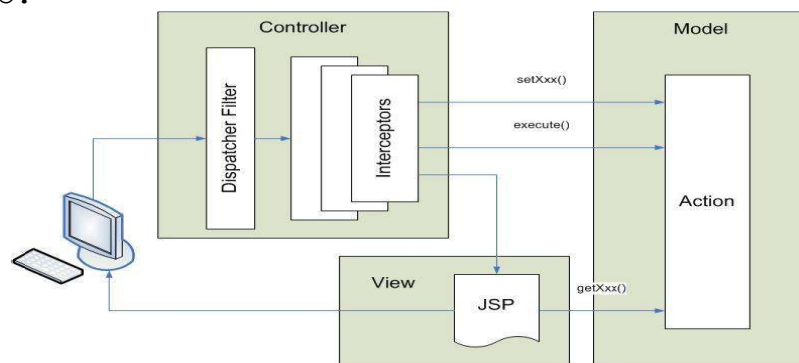 Controller
Model
Dispatcher Filter
Interceptors
setXxx()
execute()
Action
View
JSP
getXxx()